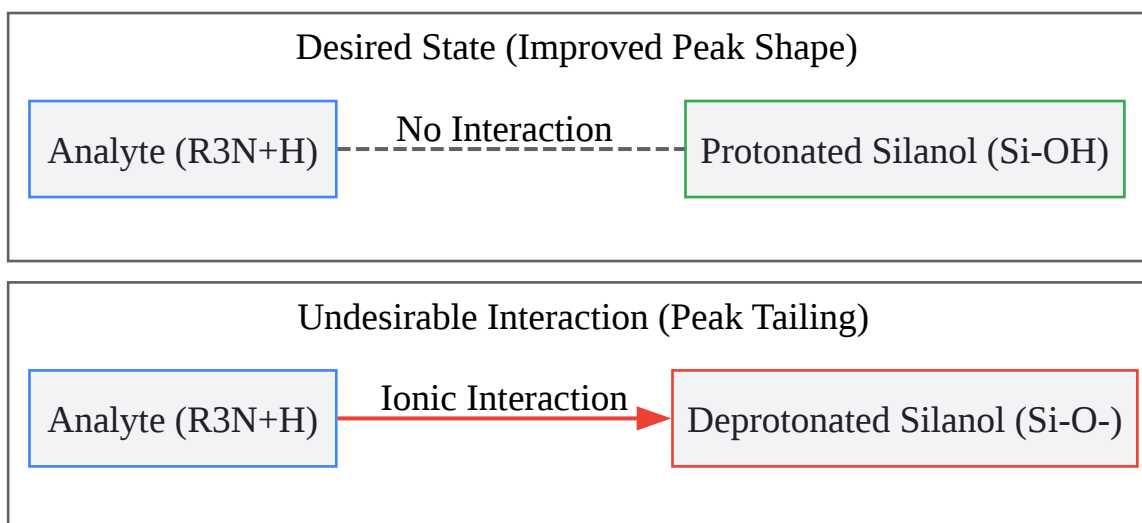 Desired State (Improved Peak Shape)
Analyte (R3N+H)
No Interaction
Protonated Silanol (Si-OH)
Undesirable Interaction (Peak Tailing)
Analyte (R3N+H)
Ionic Interaction
Deprotonated Silanol (Si-O-)